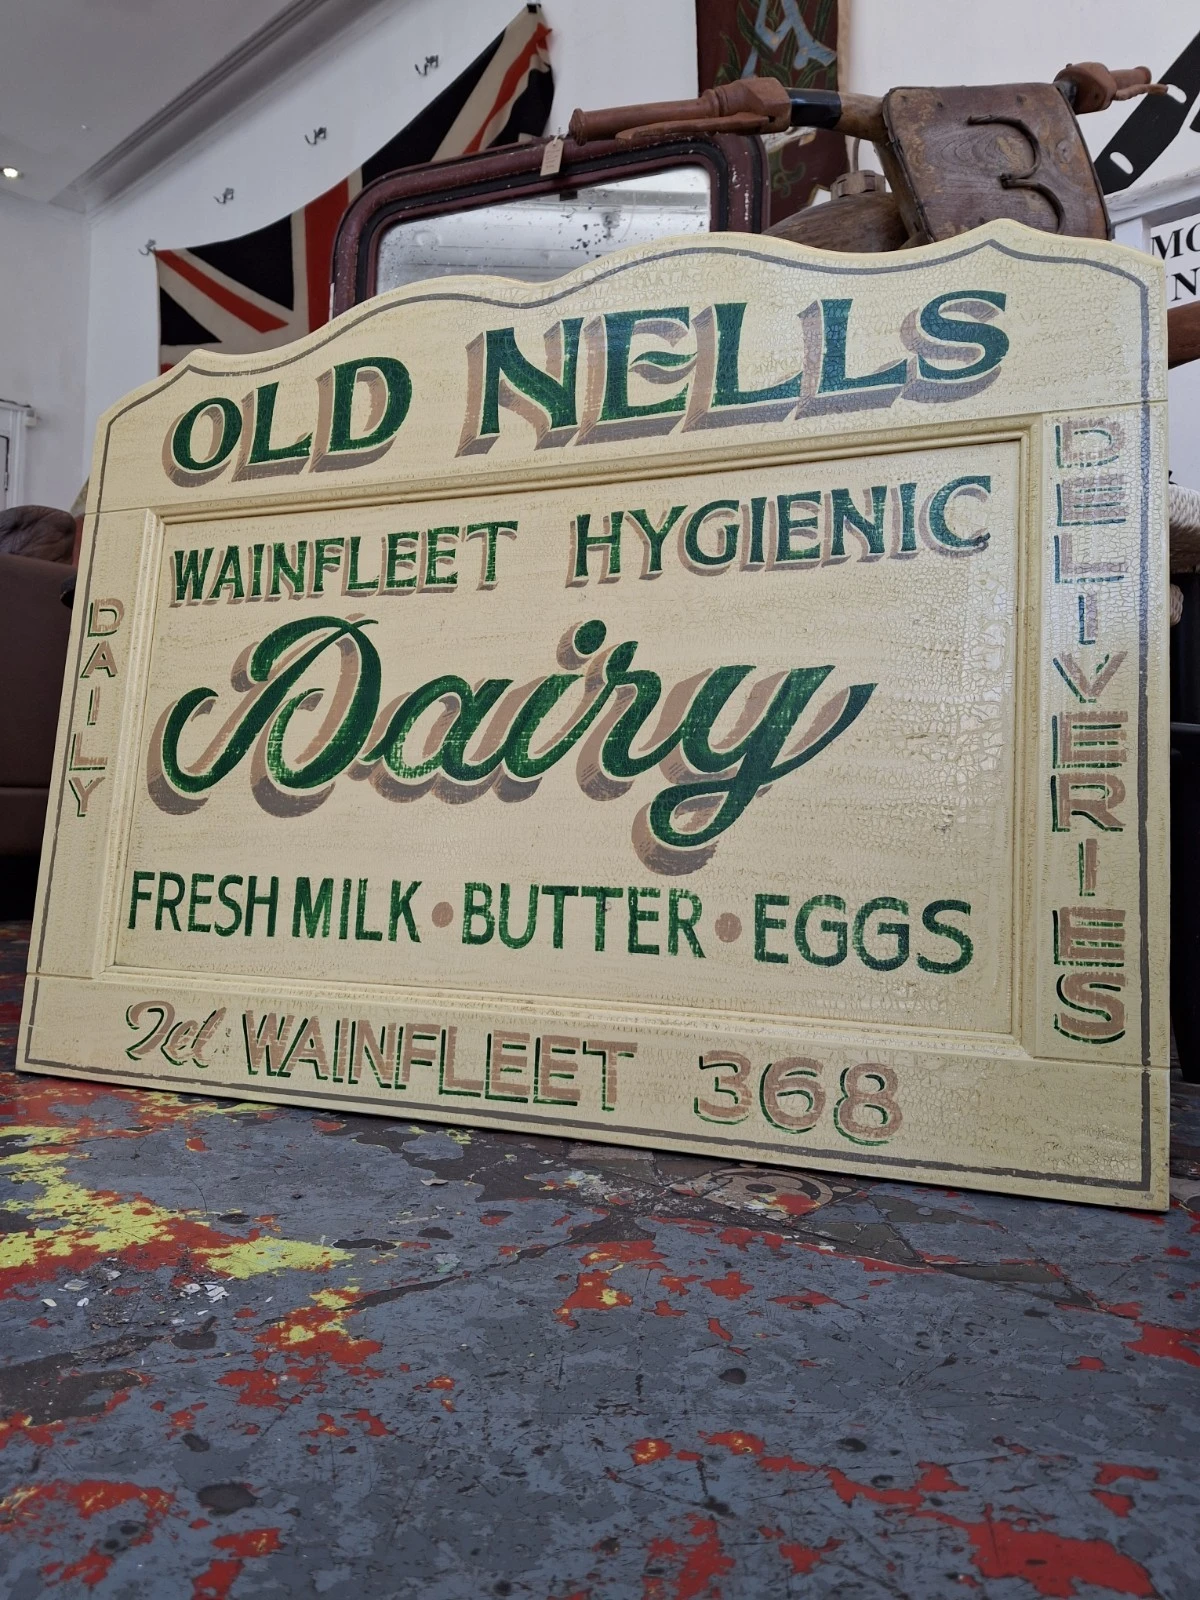 OLD NELLS
WAINFLEET HYGIENIC
Dairy
FRESH MILK • BUTTER • EGGS
Tel: WAINFLEET 368
DAILY
DELIVERIES
B